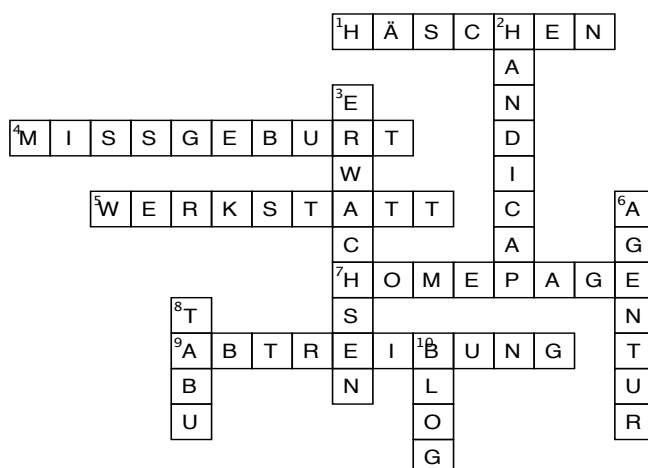 1 HÄSCHEN
2 HANDICAP
3 ERWACHSEN
4 MISSGEBURT
5 WERKSTATT
6 AGENTUR
7 HOMEPAGE
8 TABU
9 ABTREIBUNG
10 BLOG